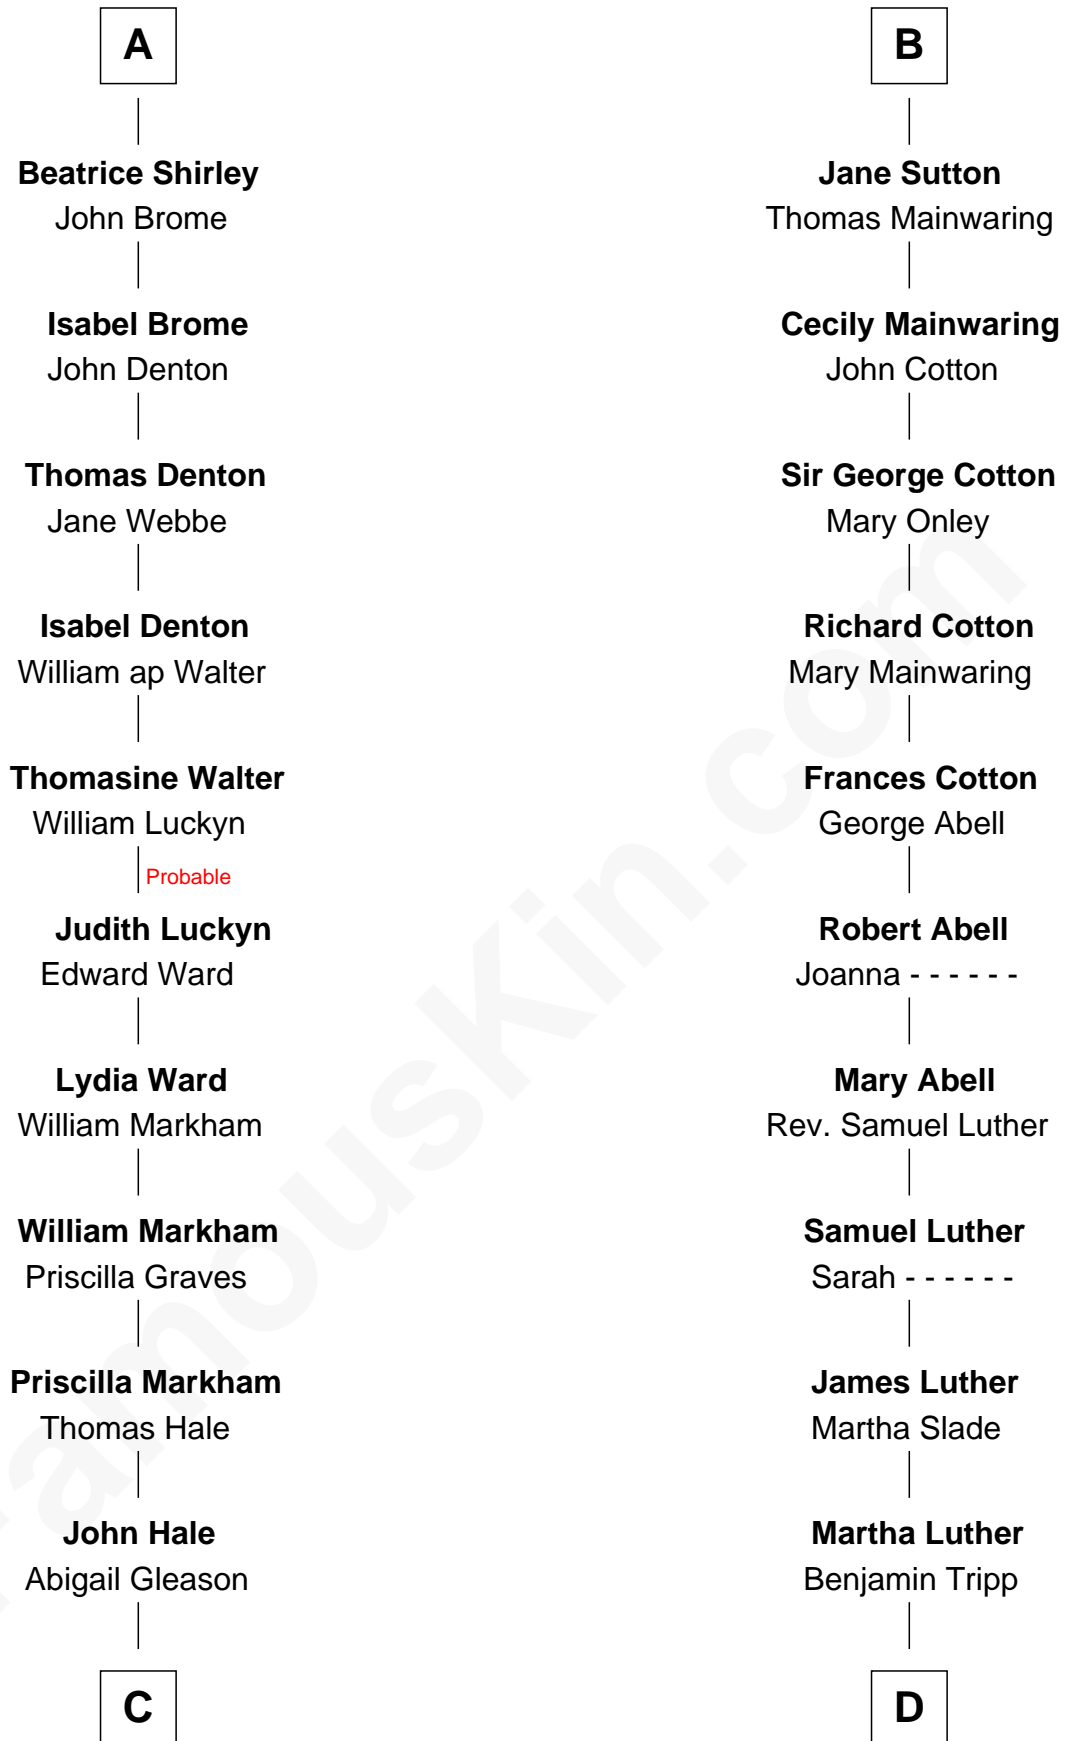 A
Beatrice Shirley
John Brome
Isabel Brome
John Denton
Thomas Denton
Jane Webbe
Isabel Denton
William ap Walter
Thomasine Walter
William Luckyn
Probable
Judith Luckyn
Edward Ward
Lydia Ward
William Markham
William Markham
Priscilla Graves
Priscilla Markham
Thomas Hale
John Hale
Abigail Gleason
C
B
Jane Sutton
Thomas Mainwaring
Cecily Mainwaring
John Cotton
Sir George Cotton
Mary Onley
Richard Cotton
Mary Mainwaring
Frances Cotton
George Abell
Robert Abell
Joanna - - - - - -
Mary Abell
Rev. Samuel Luther
Samuel Luther
Sarah - - - - - -
James Luther
Martha Slade
Martha Luther
Benjamin Tripp
D
FamousKin.com